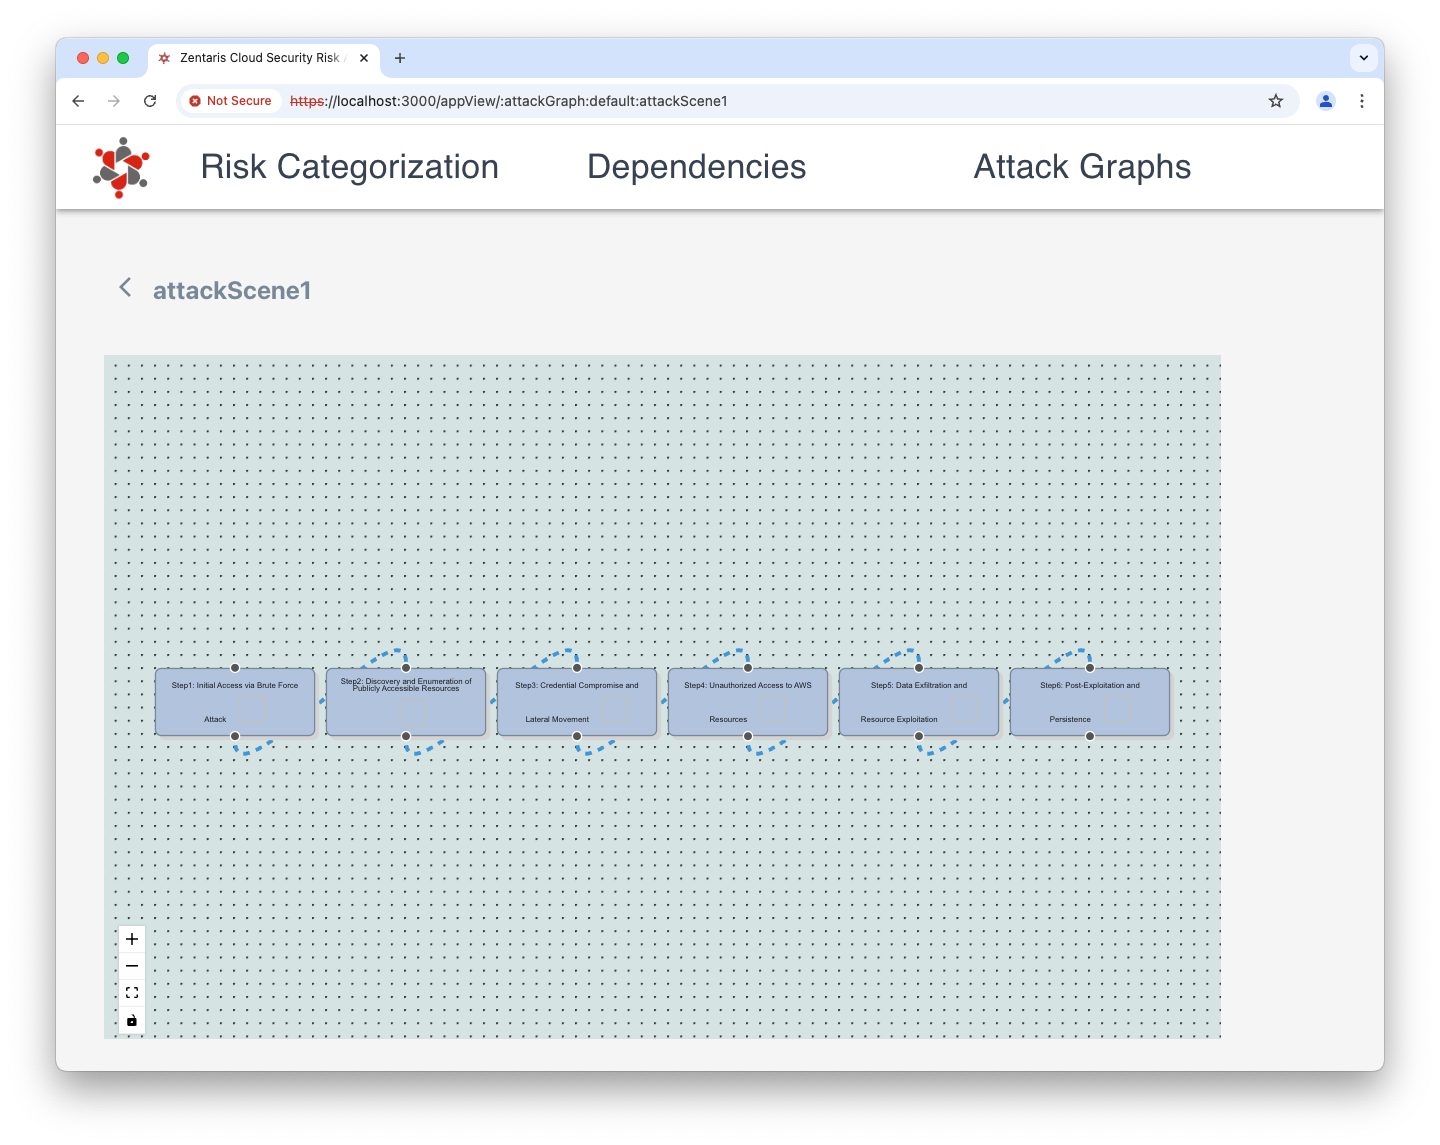 Zentaris Cloud Security Risk
Not Secure
https://localhost:3000/appView/:attackGraph:default:attackScene1
Risk Categorization
Dependencies
Attack Graphs
attackScene1
Step1: Initial Access via Brute Force
Attack
Step2: Discovery and Enumeration of
Publicly Accessible Resources
Step3: Credential Compromise and
Lateral Movement
Step4: Unauthorized Access to AWS
Resources
Step5: Data Exfiltration and
Resource Exploitation
Step6: Post-Exploitation and
Persistence